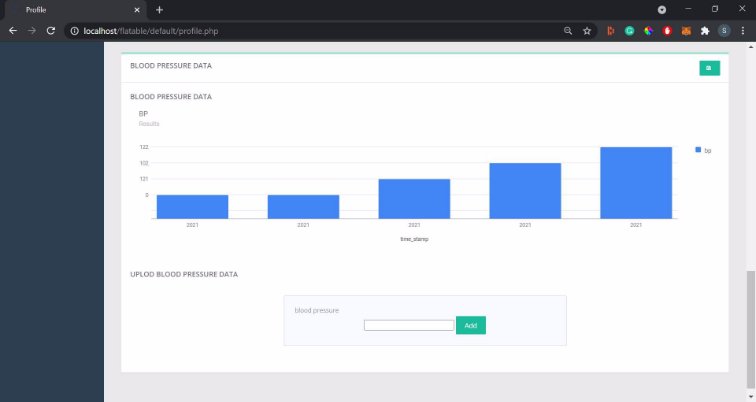 Profile
localhost/flatable/default/profile.php
S
BLOOD PRESSURE DATA
BLOOD PRESSURE DATA
BP
Results
122
102
121
0
bp
2021
2021
2021
2021
2021
time_stamp
UPLOD BLOOD PRESSURE DATA
blood pressure
Add